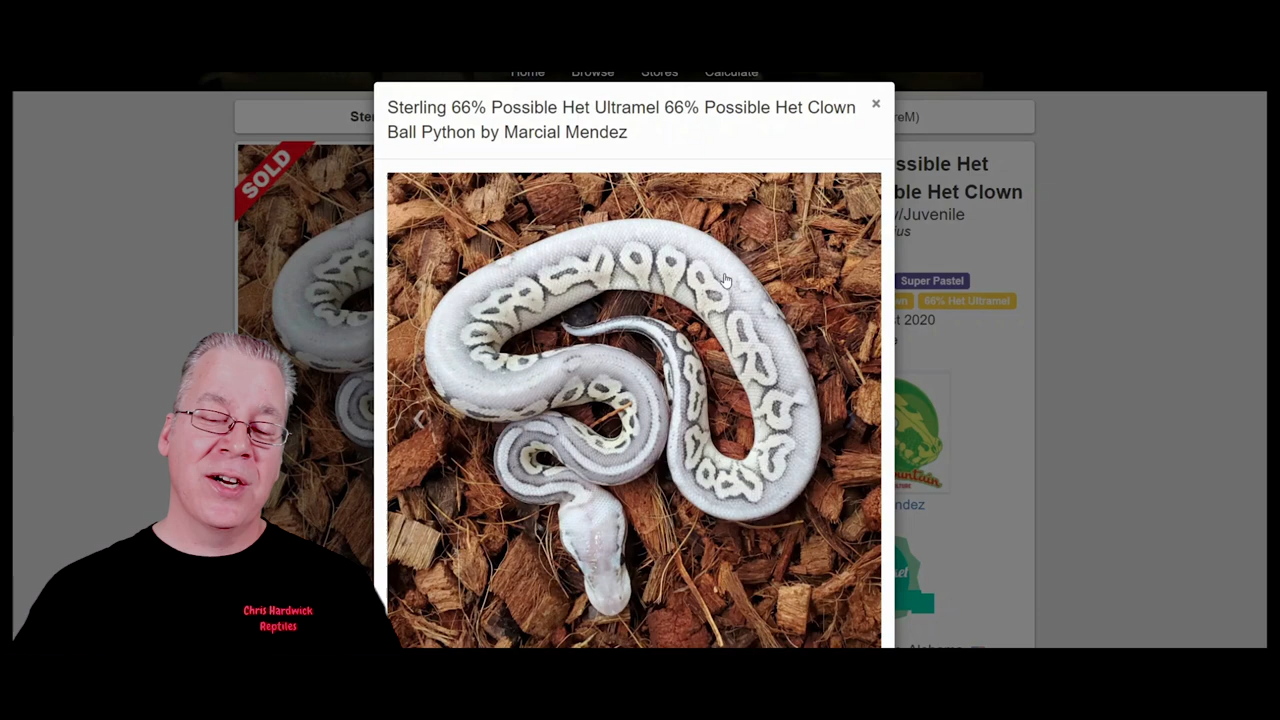 Home Browse Stores Calculate
Sterling 66% Possible Het Ultramel 66% Possible Het Clown
Ball Python by Marcial Mendez
×
SOLD
ssible Het
ble Het Clown
/Juvenile
Super Pastel
66% Het Ultramel
2020
Chris Hardwick
Reptiles